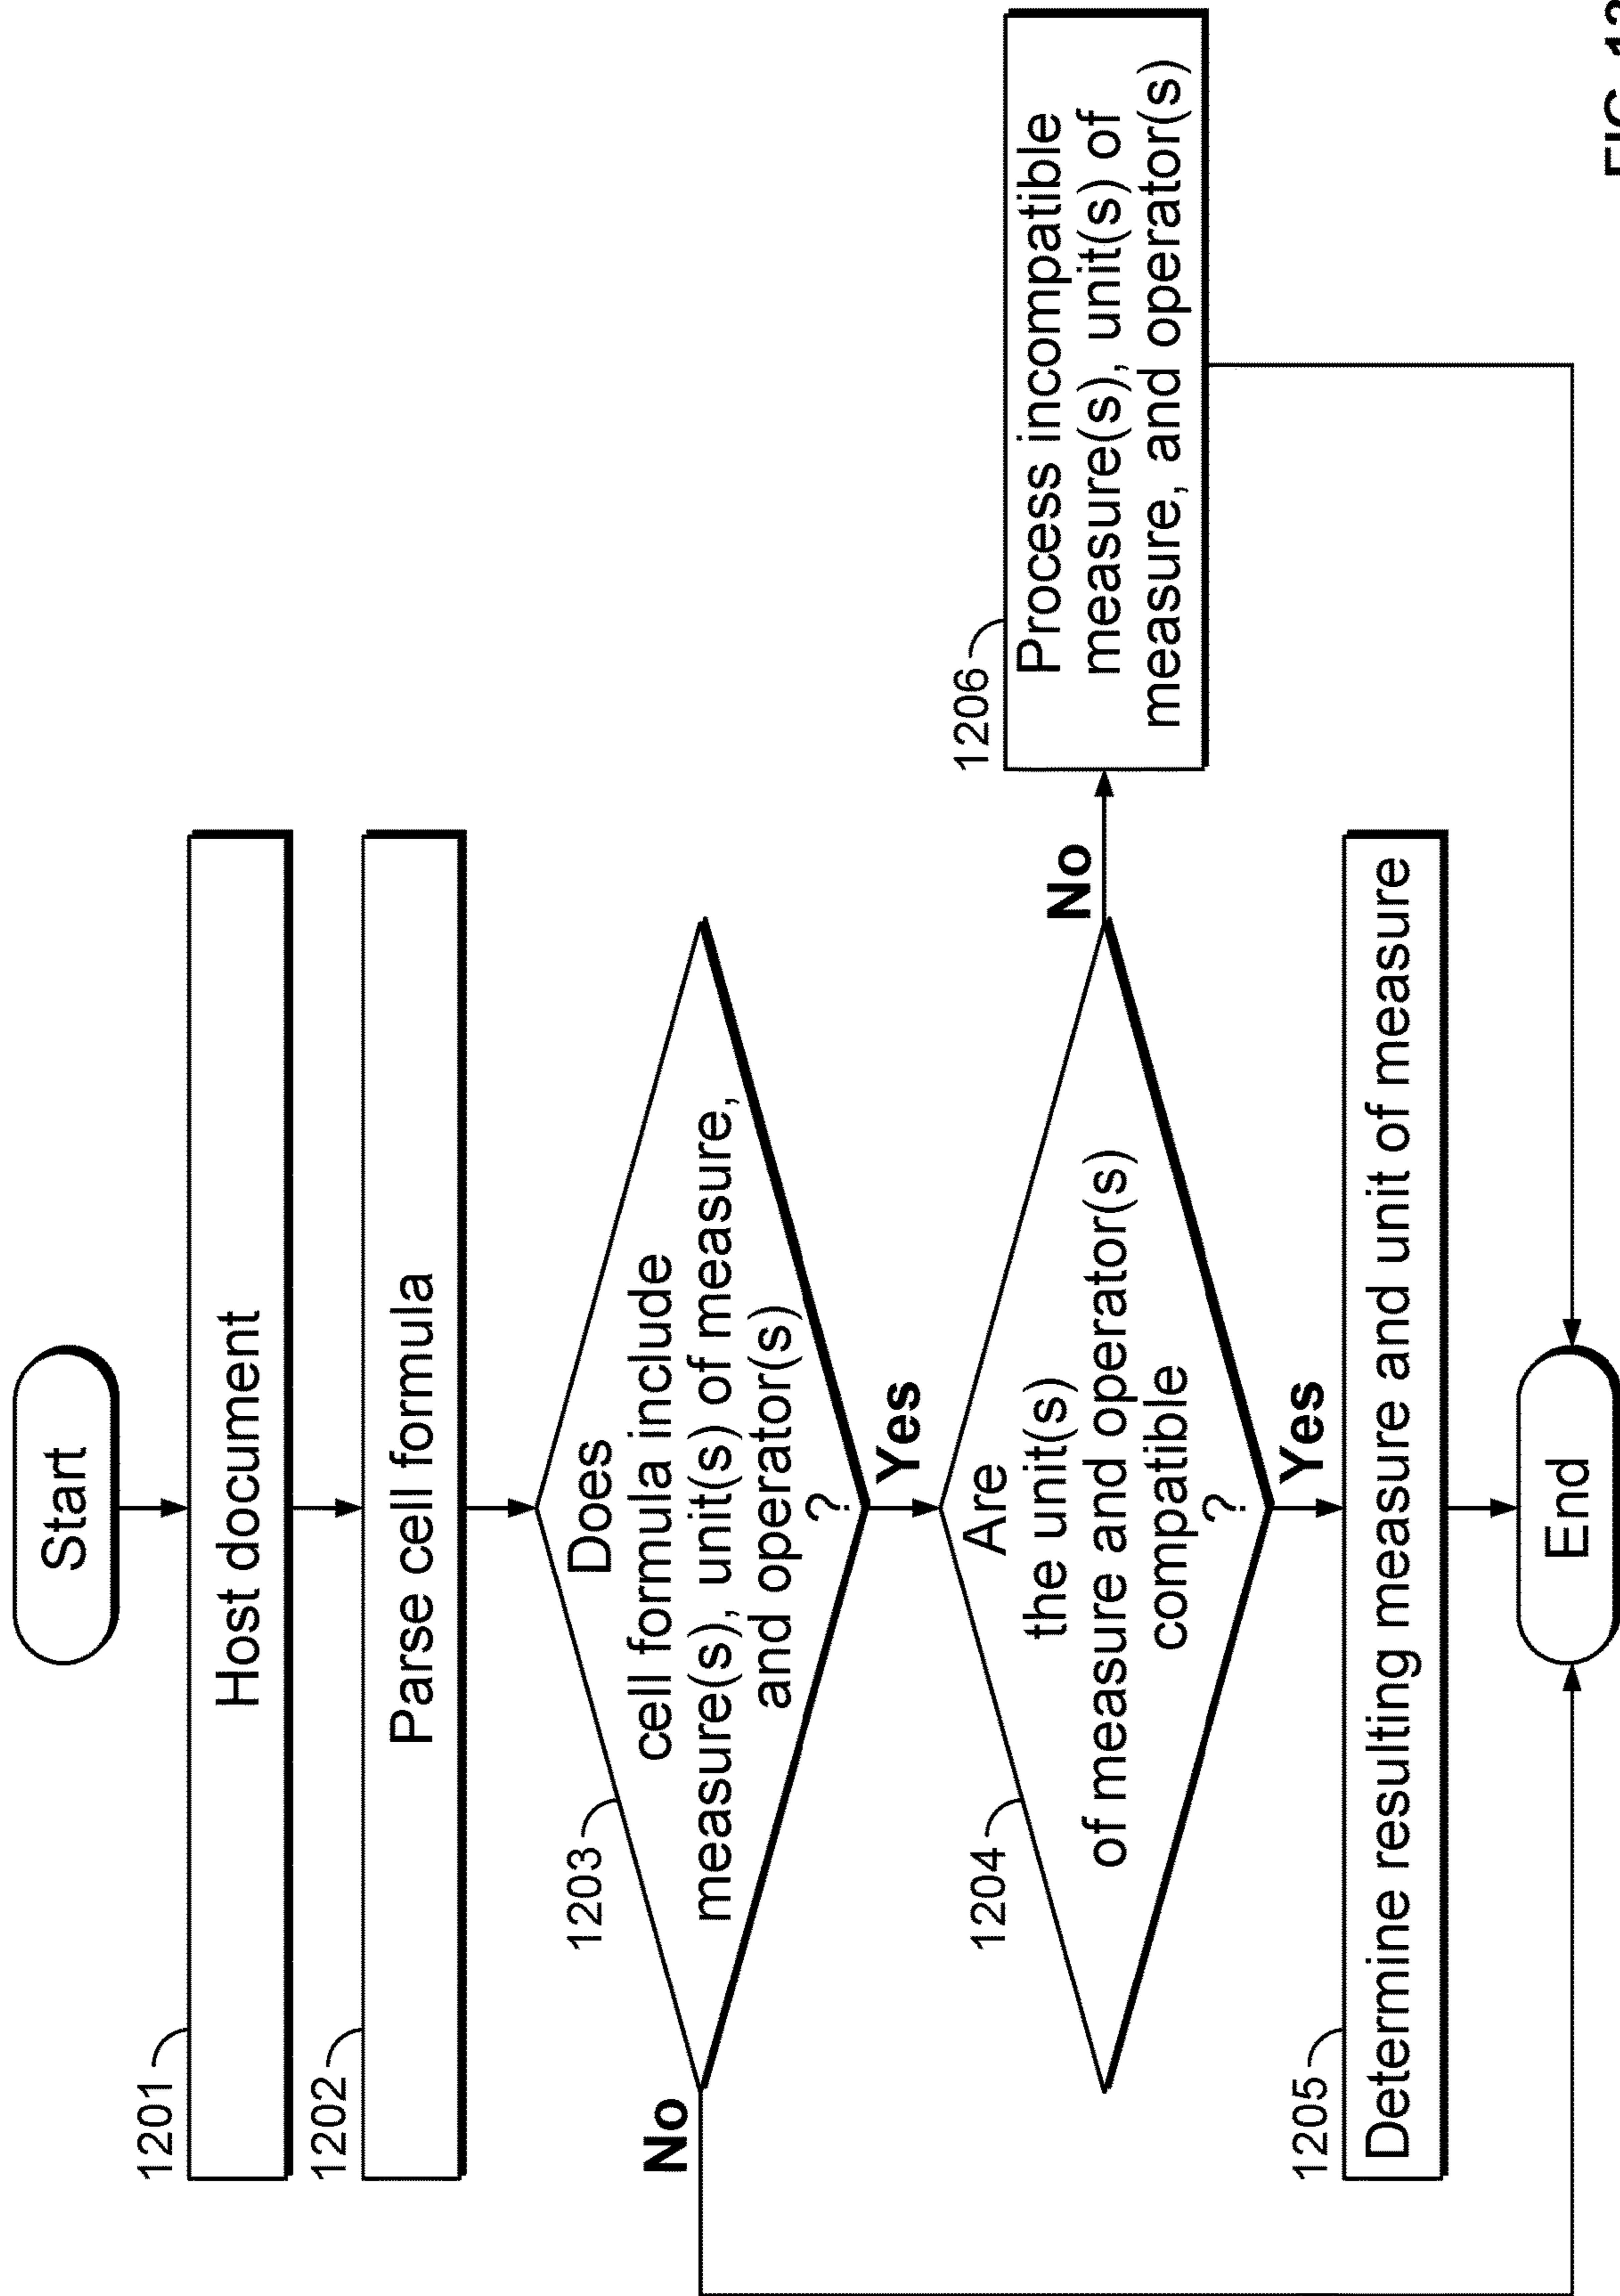 Start
1201
Host document
1202
Parse cell formula
1203
Does
cell formula include
measure(s), unit(s) of measure,
and operator(s)
?
No
Yes
1204
Are
the unit(s)
of measure and operator(s)
compatible
?
No
1206
Process incompatible
measure(s), unit(s) of
measure, and operator(s)
Yes
1205
Determine resulting measure and unit of measure
End